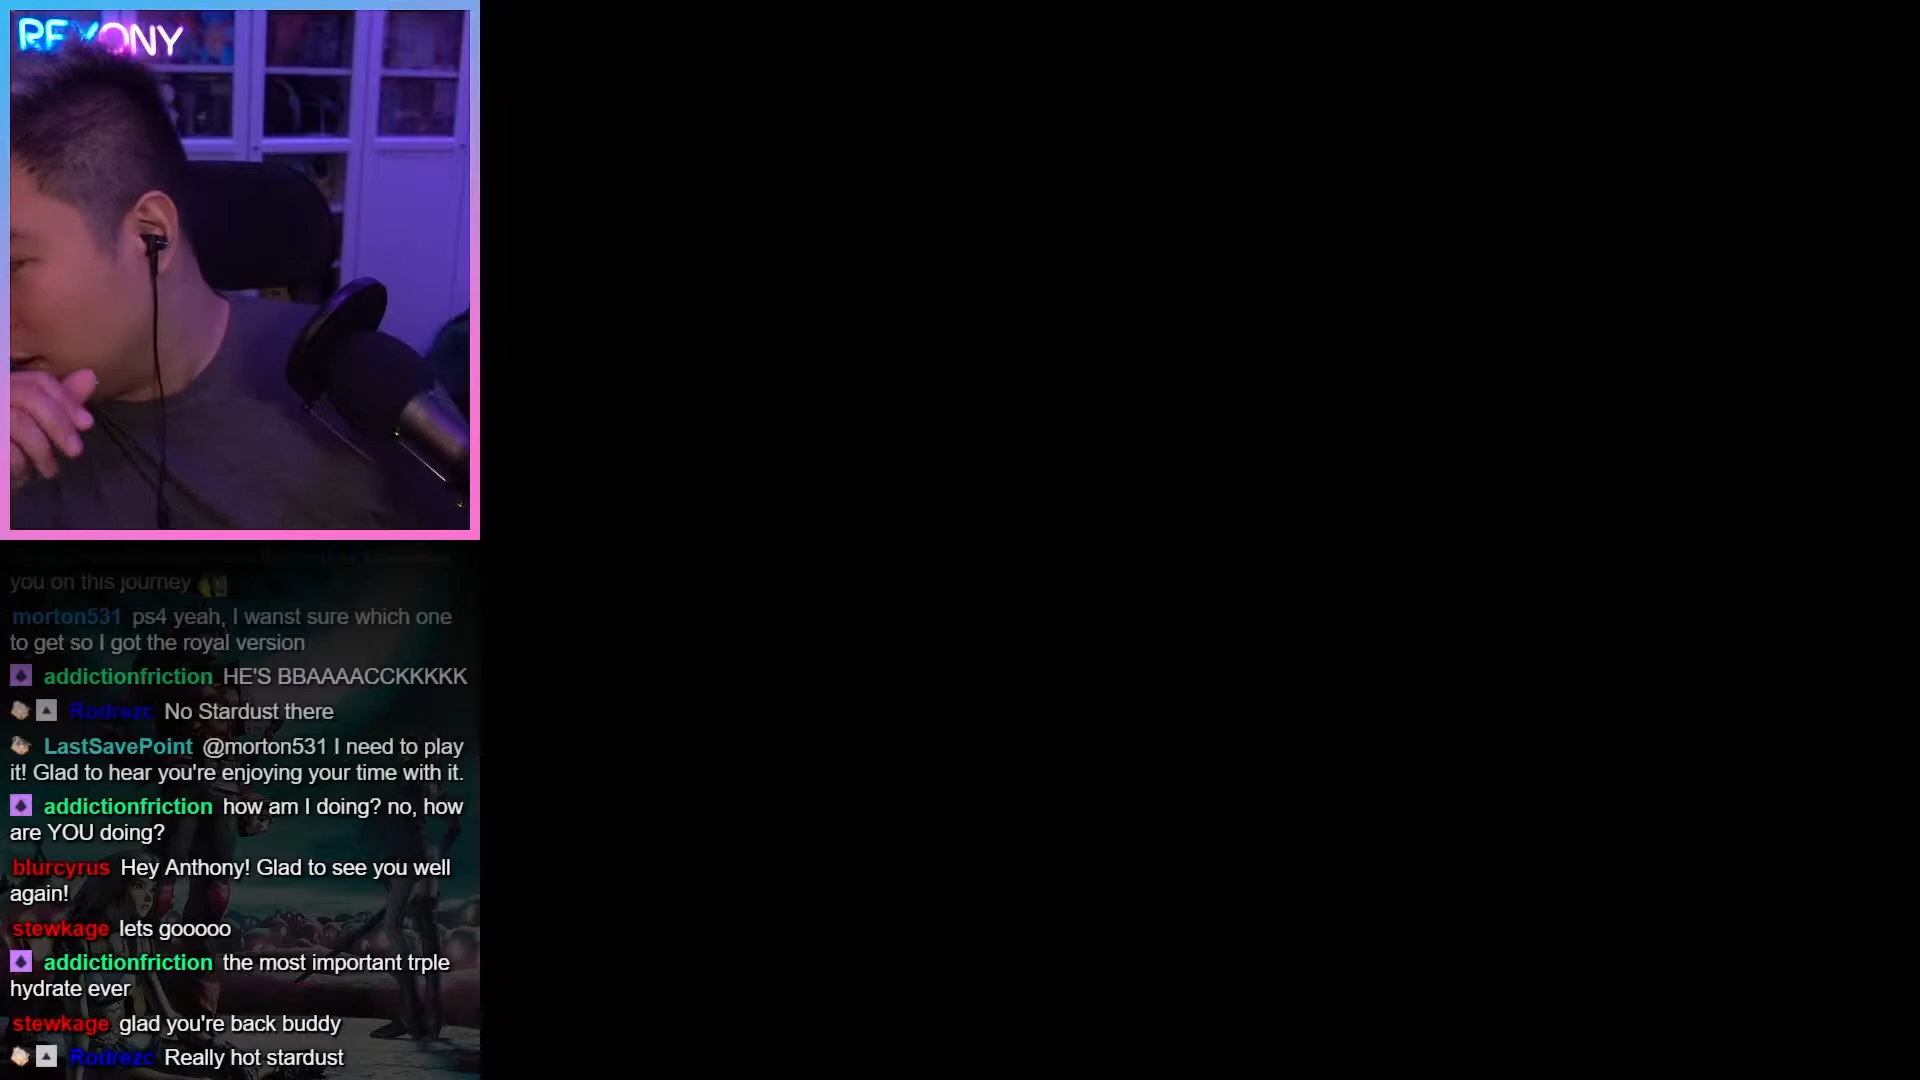 REYONY
you on this journey
morton531 ps4 yeah, I wanst sure which one
to get so I got the royal version
addictionfriction HE'S BBAAAACCKKKKK
Rodrezc No Stardust there
LastSavePoint @morton531 I need to play
it! Glad to hear you're enjoying your time with it.
addictionfriction how am I doing? no, how
are YOU doing?
blurcyrus Hey Anthony! Glad to see you well
again!
stewkage lets gooooo
addictionfriction the most important trple
hydrate ever
stewkage glad you're back buddy
Rodrezc Really hot stardust